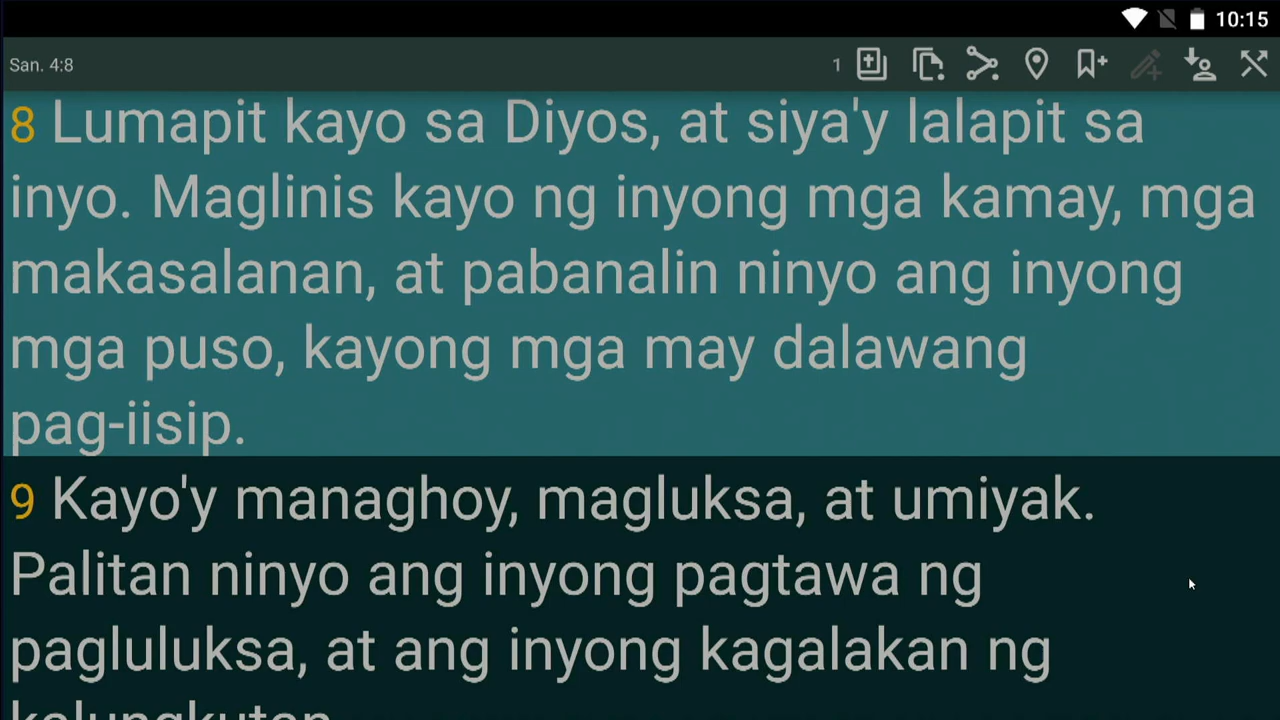 10:15
San. 4:8
1
8 Lumapit kayo sa Diyos, at siya'y lalapit sa
inyo. Maglinis kayo ng inyong mga kamay, mga
makasalanan, at pabanalin ninyo ang inyong
mga puso, kayong mga may dalawang
pag-iisip.
9 Kayo'y managhoy, magluksa, at umiyak.
Palitan ninyo ang inyong pagtawa ng
pagluluksa, at ang inyong kagalakan ng
kalungkutan